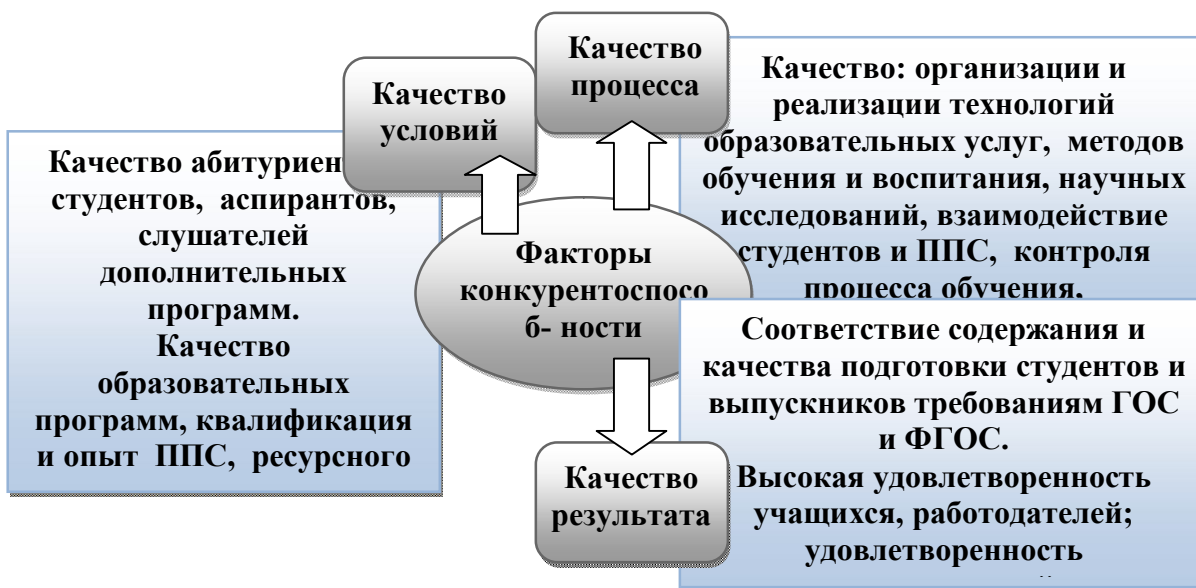 Качество
процесса
Качество
условий
Качество: организации и
реализации технологий
образовательных услуг, методов
обучения и воспитания, научных
исследований, взаимодействие
студентов и ППС, контроля
процесса обучения,
Качество
студентов, аспирантов,
слушателей
дополнительных
программ.
Качество
образовательных
программ, квалификация
и опыт ППС, ресурсного
Факторы
конкурентоспосо
б- ности
Соответствие содержания и
качества подготовки студентов и
выпускников требованиям ГОС
и ФГОС.
Высокая удовлетворенность
учащихся, работодателей;
удовлетворенность
Качество
результата